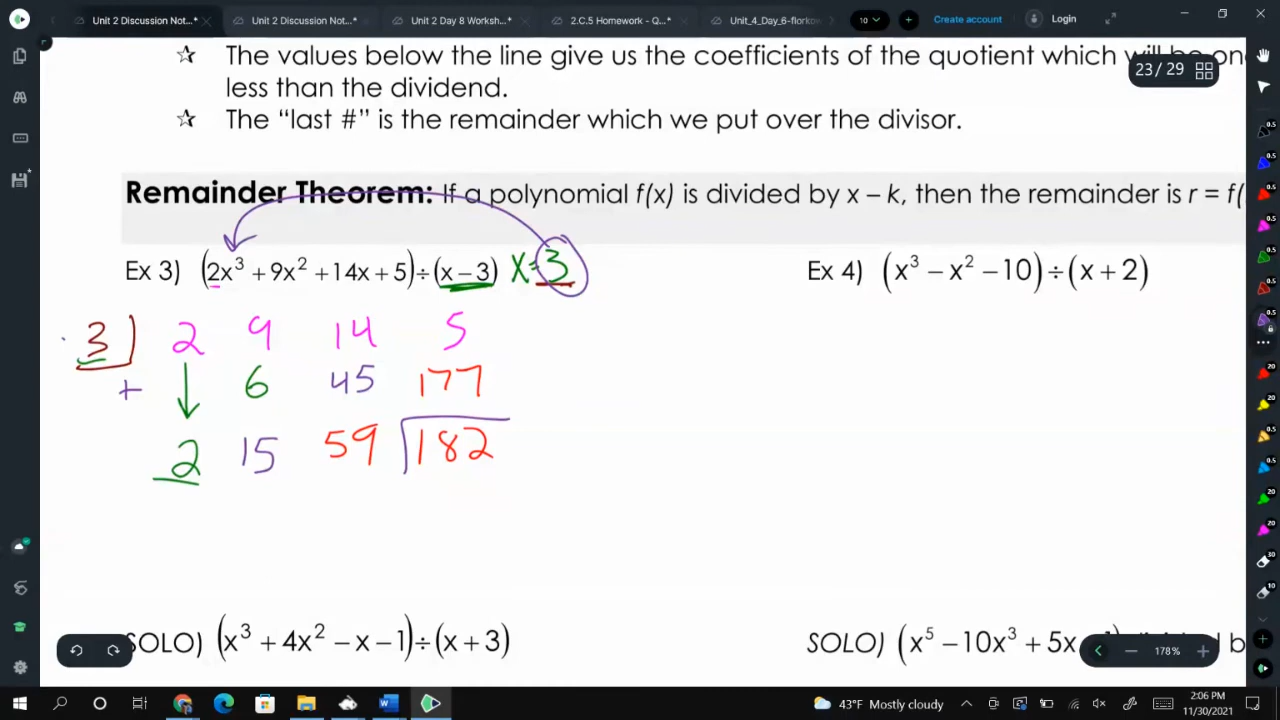 Unit 2 Discussion Not...*
Unit 2 Discussion Not...*
Unit 2 Day 8 Worksh...*
2.C.5 Homework - Q...*
Unit_4_Day_6-florkow
10
Create account
Login
The values below the line give us the coefficients of the quotient which will be one
less than the dividend.
23 / 29
The “last #” is the remainder which we put over the divisor.
Remainder Theorem: If a polynomial f(x) is divided by x – k, then the remainder is r = f(
Ex 3) (2x³ + 9x² + 14x + 5) ÷ (x – 3) x = 3
Ex 4) (x³ – x² – 10) ÷ (x + 2)
3 2 9 14 5
+ 6 45 177
2 15 59 182
SOLO) (x³ + 4x² – x – 1) ÷ (x + 3)
SOLO) (x⁵ – 10x³ + 5x
178%
43°F Mostly cloudy
2:06 PM
11/30/2021